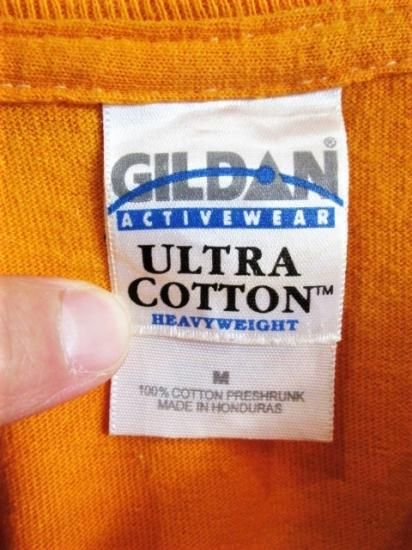 GILDAN®
ACTIVEWEAR
ULTRA
COTTON™
HEAVYWEIGHT
M
100% COTTON PRESHRUNK
MADE IN HONDURAS